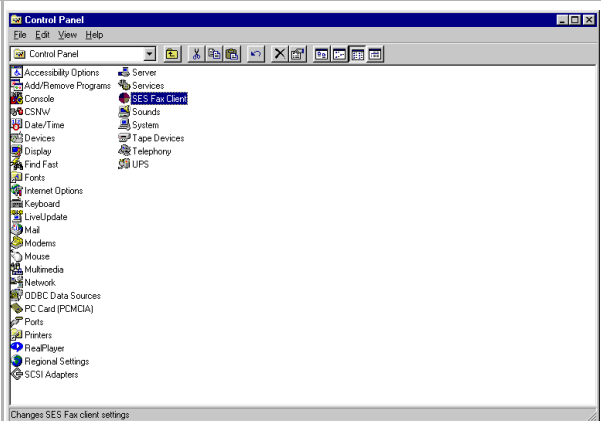 Control Panel
File Edit View Help
Control Panel
Accessibility Options
Add/Remove Programs
Console
CSNW
Date/Time
Devices
Display
Find Fast
Fonts
Internet Options
Keyboard
LiveUpdate
Mail
Modems
Mouse
Multimedia
Network
ODBC Data Sources
PC Card (PCMCIA)
Ports
Printers
RealPlayer
Regional Settings
SCSI Adapters
Server
Services
SES Fax Client
Sounds
System
Tape Devices
Telephony
UPS
Changes SES Fax client settings